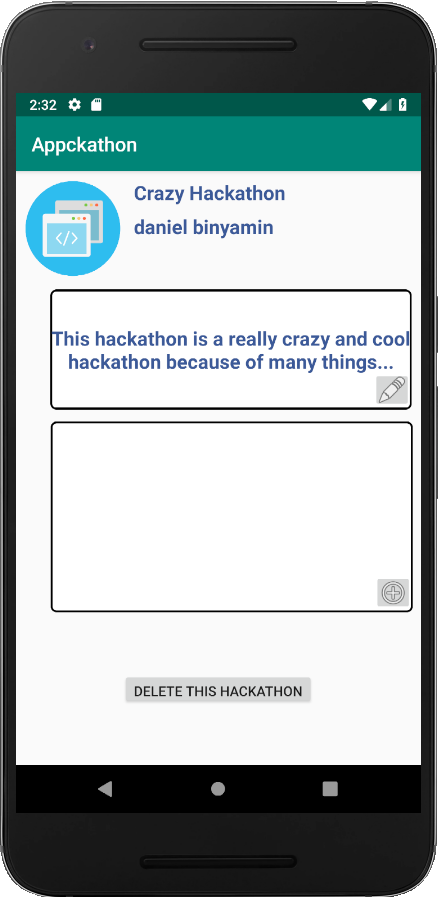 2:32
Appckathon
Crazy Hackathon
daniel binyamin
</>
This hackathon is a really crazy and cool
hackathon because of many things...
DELETE THIS HACKATHON